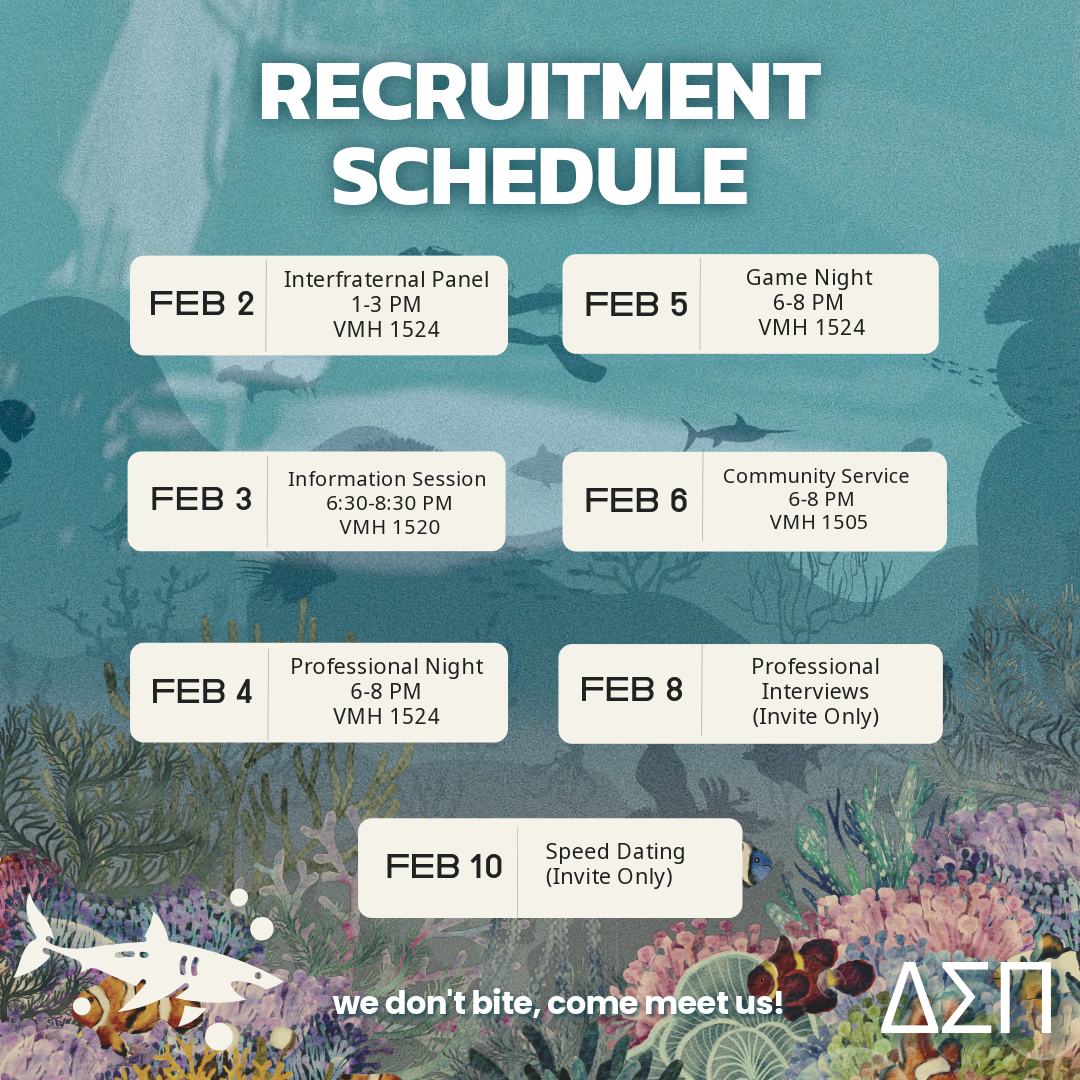 RECRUITMENT
SCHEDULE
FEB 2
Interfraternal Panel
1-3 PM
VMH 1524
FEB 5
Game Night
6-8 PM
VMH 1524
FEB 3
Information Session
6:30-8:30 PM
VMH 1520
FEB 6
Community Service
6-8 PM
VMH 1505
FEB 4
Professional Night
6-8 PM
VMH 1524
FEB 8
Professional
Interviews
(Invite Only)
FEB 10
Speed Dating
(Invite Only)
we don't bite, come meet us!
ΔΣΠ